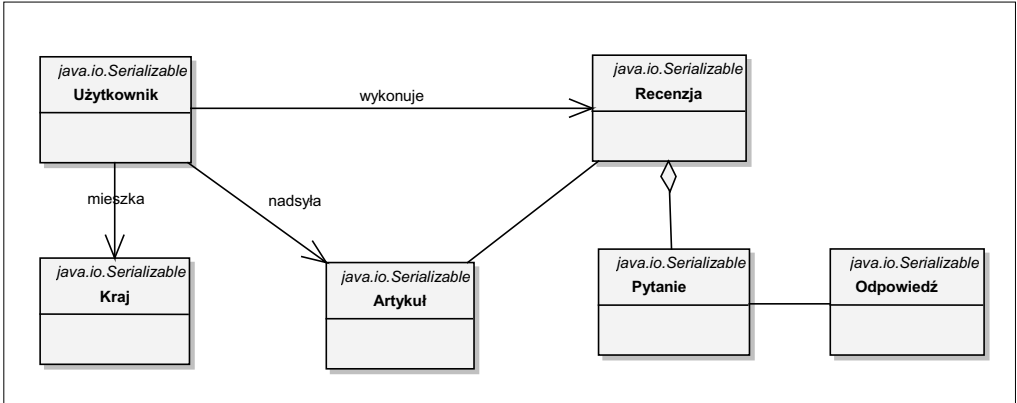 java.io.Serializable
Użytkownik
wykonuje
java.io.Serializable
Recenzja
mieszka
nadsyła
java.io.Serializable
Kraj
java.io.Serializable
Artykuł
java.io.Serializable
Pytanie
java.io.Serializable
Odpowiedź